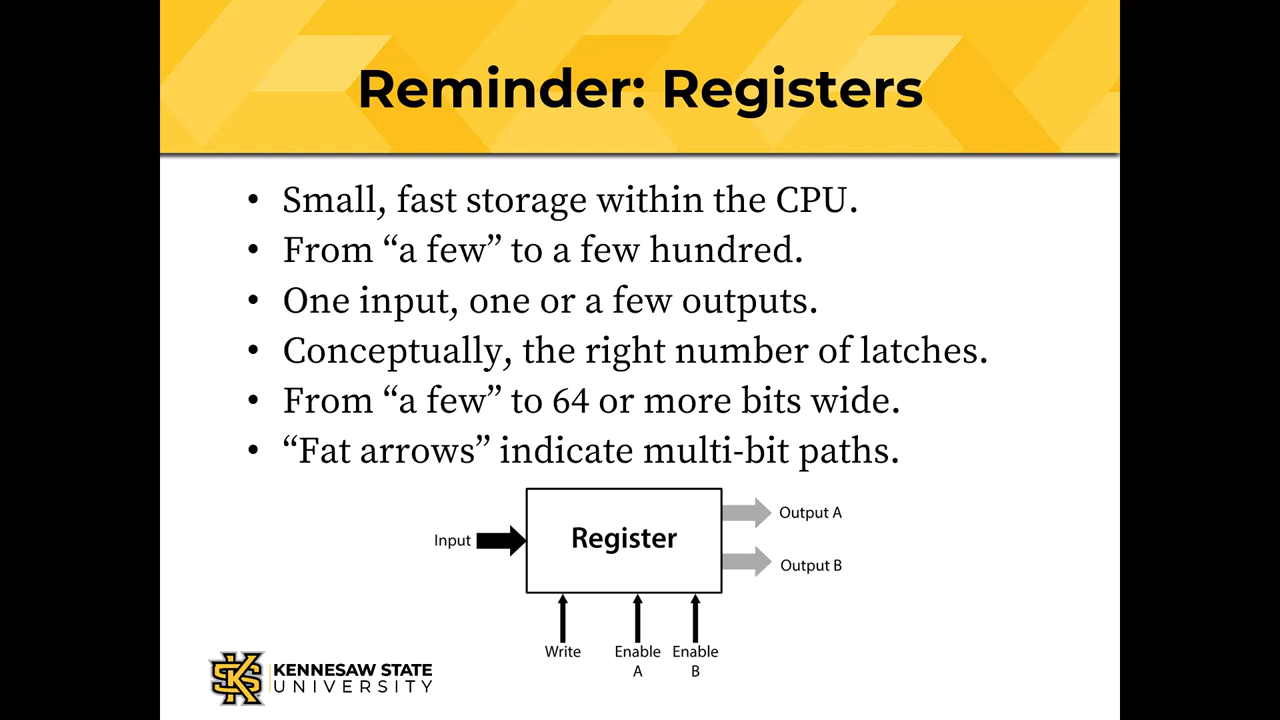 Reminder: Registers
• Small, fast storage within the CPU.
• From “a few” to a few hundred.
• One input, one or a few outputs.
• Conceptually, the right number of latches.
• From “a few” to 64 or more bits wide.
• “Fat arrows” indicate multi-bit paths.
Input
Register
Output A
Output B
Write
Enable
A
Enable
B
KS
KENNESAW STATE
UNIVERSITY